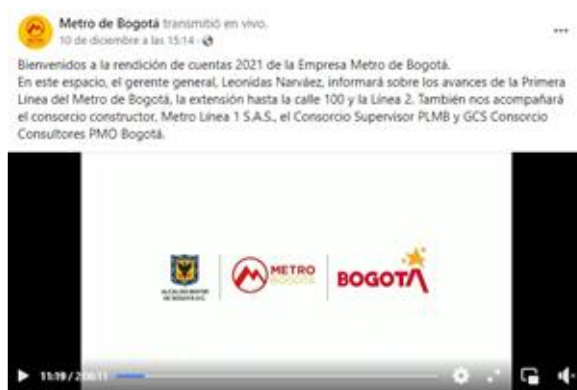 Metro de Bogotá transmitió en vivo.
10 de diciembre a las 15:14
Bienvenidos a la rendición de cuentas 2021 de la Empresa Metro de Bogotá.
En este espacio, el gerente general, Leonidas Narváez, informará sobre los avances de la Primera
Línea del Metro de Bogotá, la extensión hasta la calle 100 y la Línea 2. También nos acompañará
el consorcio constructor, Metro Línea 1 S.A.S., el Consorcio Supervisor PLMB y GCS Consorcio
Consultores PMO Bogotá.
ALCALDÍA MAYOR
DE BOGOTÁ D.C.
METRO
BOGOTÁ
BOGOTÁ
11:19 / 2:06:11